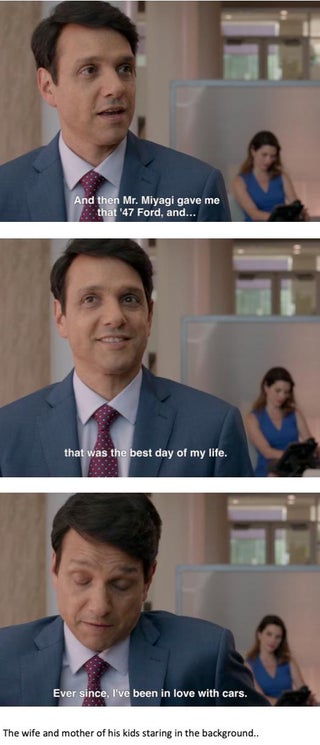 And then Mr. Miyagi gave me
that '47 Ford, and...
that was the best day of my life.
Ever since, I've been in love with cars.
The wife and mother of his kids staring in the background..